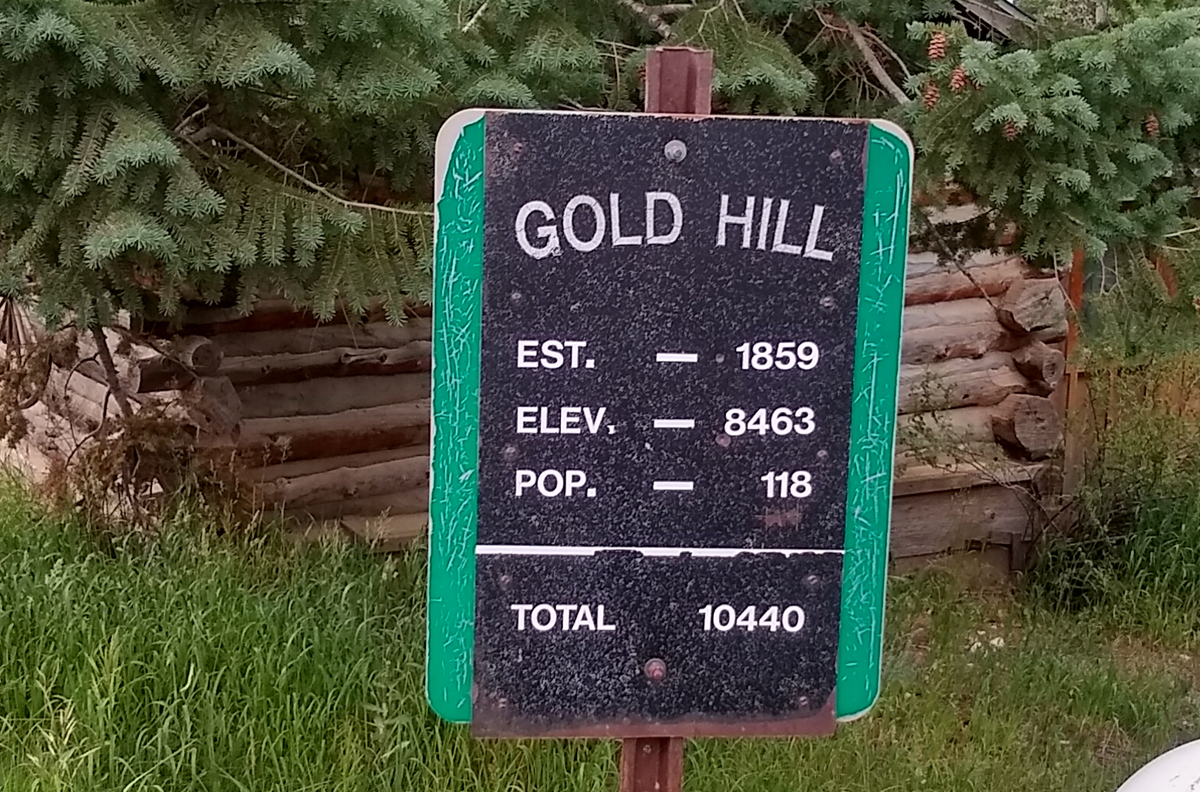 GOLD HILL
EST. — 1859
ELEV. — 8463
POP. — 118
TOTAL 10440